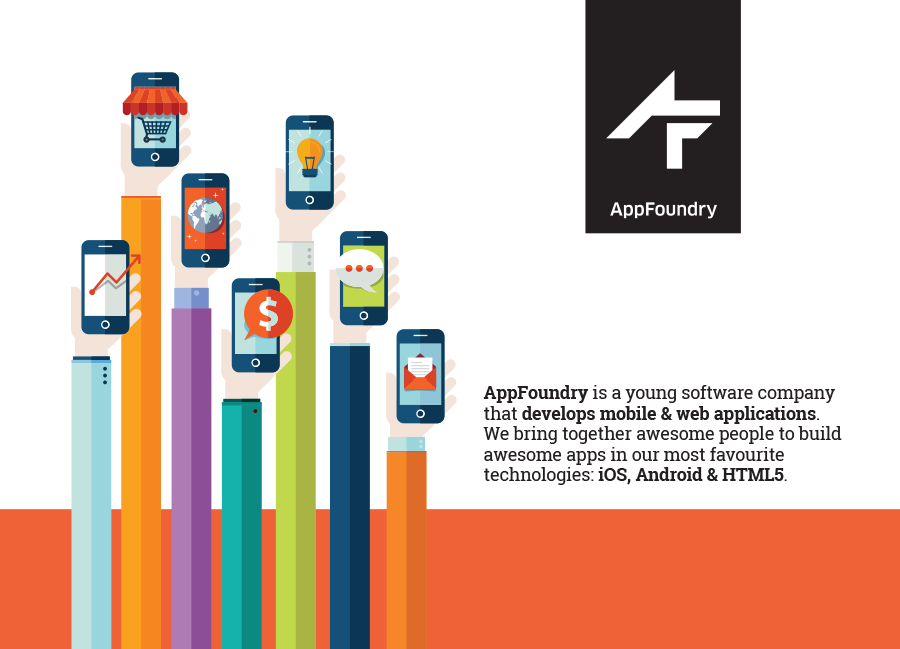 AppFoundry
$
AppFoundry is a young software company
that develops mobile & web applications.
We bring together awesome people to build
awesome apps in our most favourite
technologies: iOS, Android & HTML5.